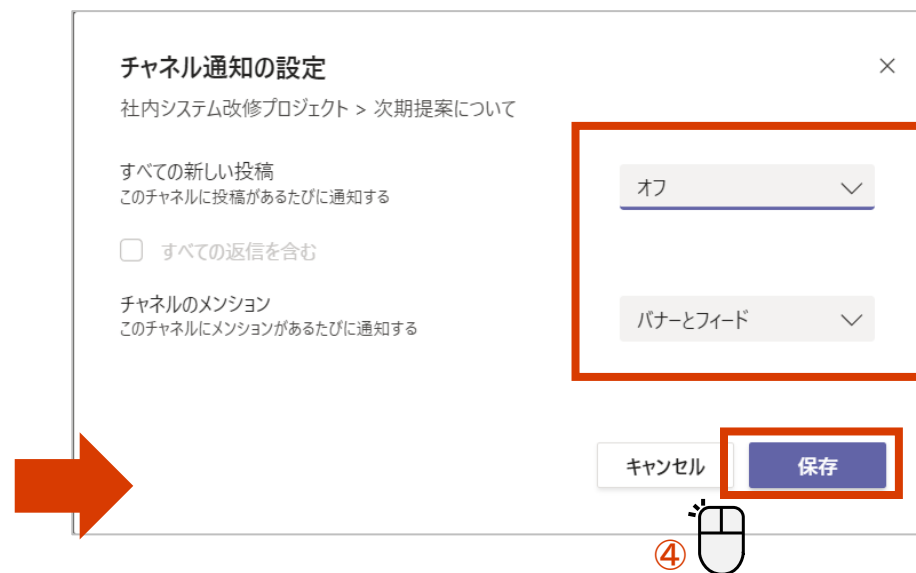 チャネル通知の設定
社内システム改修プロジェクト > 次期提案について
すべての新しい投稿
このチャネルに投稿があるたびに通知する
オフ
すべての返信を含む
チャネルのメンション
このチャネルにメンションがあるたびに通知する
バナーとフィード
キャンセル
保存
④